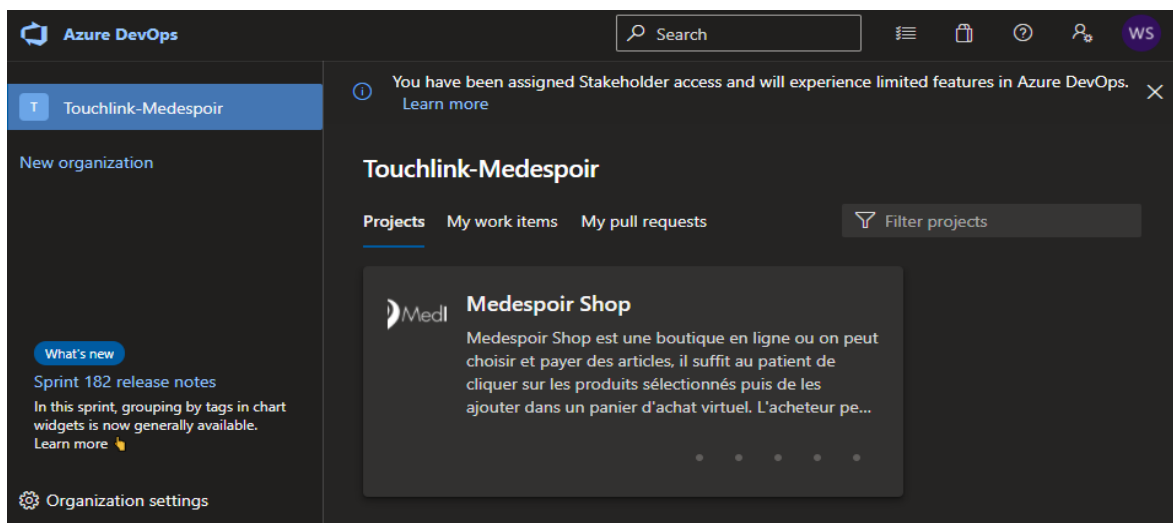 Azure DevOps
Search
WS
T
Touchlink-Medespoir
New organization
What's new
Sprint 182 release notes
In this sprint, grouping by tags in chart
widgets is now generally available.
Learn more 👆
Organization settings
You have been assigned Stakeholder access and will experience limited features in Azure DevOps.
Learn more
Touchlink-Medespoir
Projects My work items My pull requests
Filter projects
MedI
Medespoir Shop
Medespoir Shop est une boutique en ligne ou on peut
choisir et payer des articles, il suffit au patient de
cliquer sur les produits sélectionnés puis de les
ajouter dans un panier d'achat virtuel. L'acheteur pe...